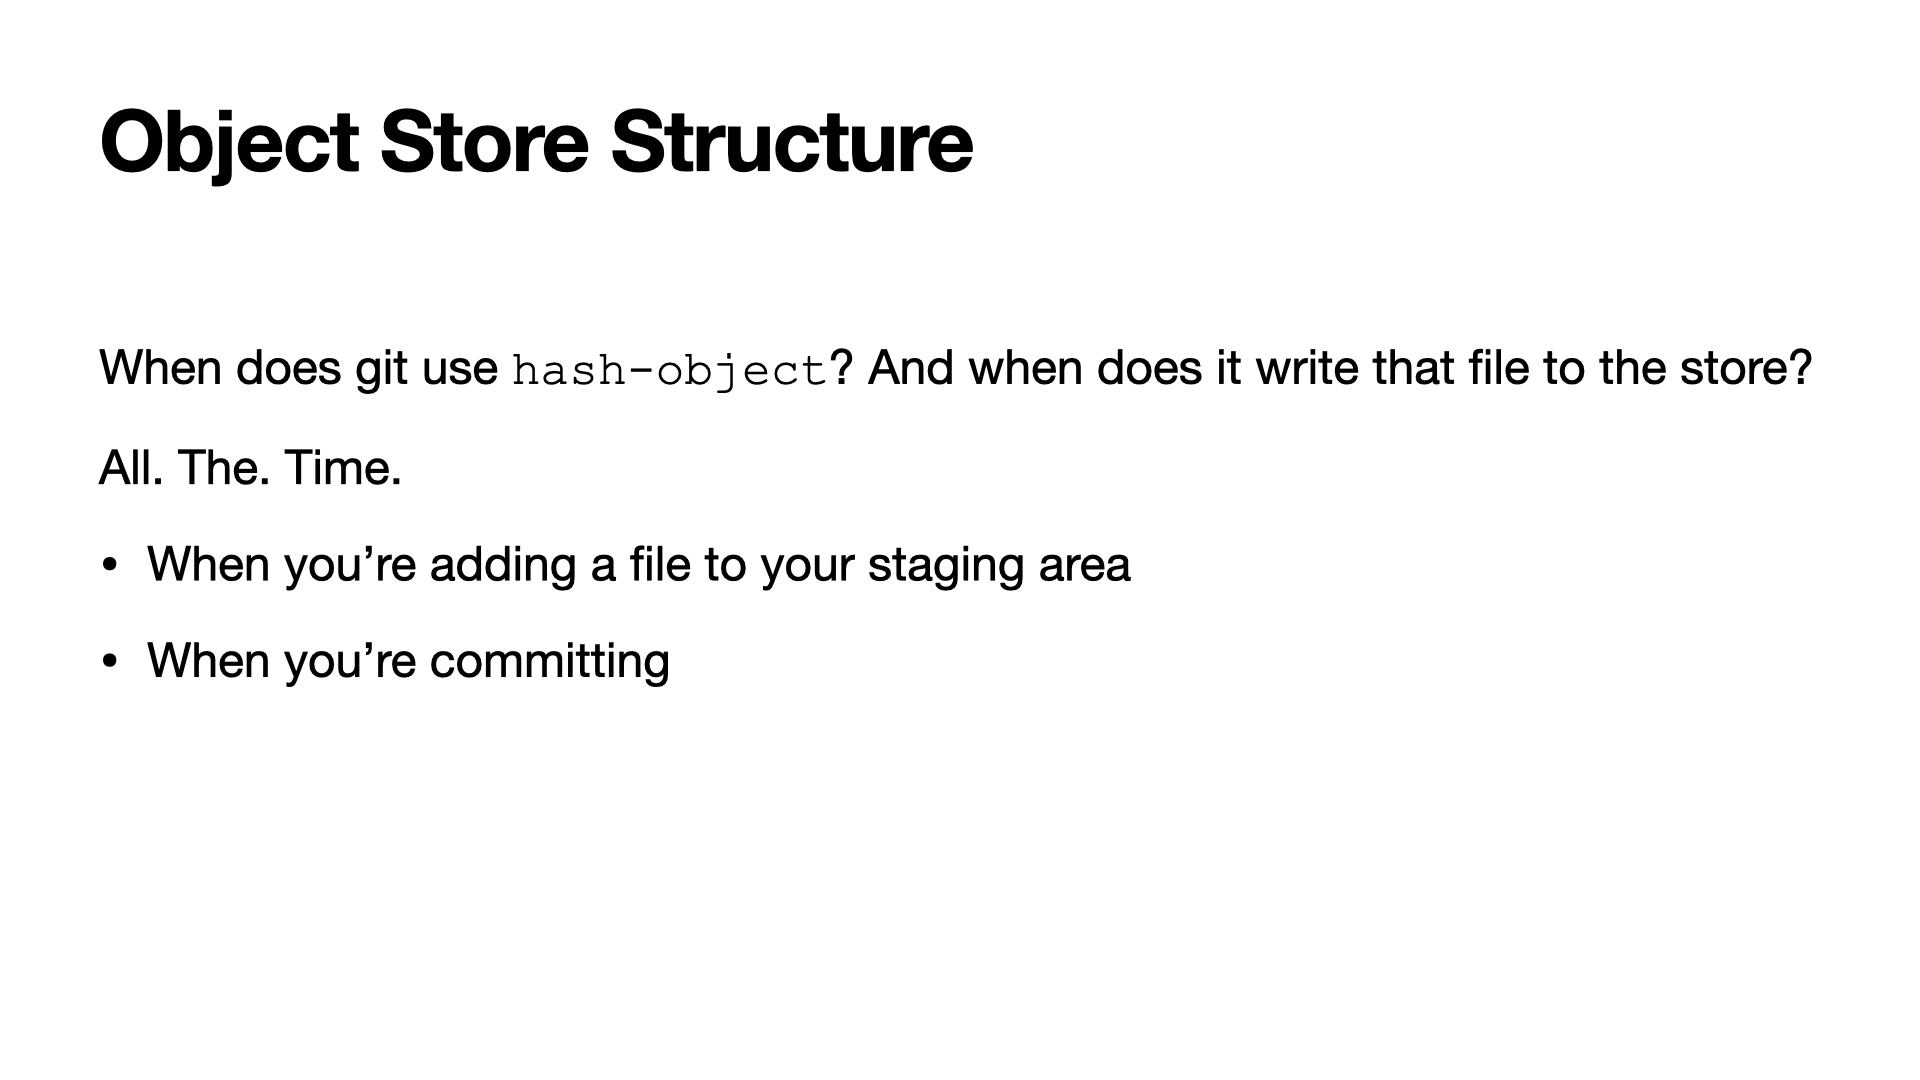 Object Store Structure
When does git use hash-object? And when does it write that file to the store?
All. The. Time.
• When you’re adding a file to your staging area
• When you’re committing